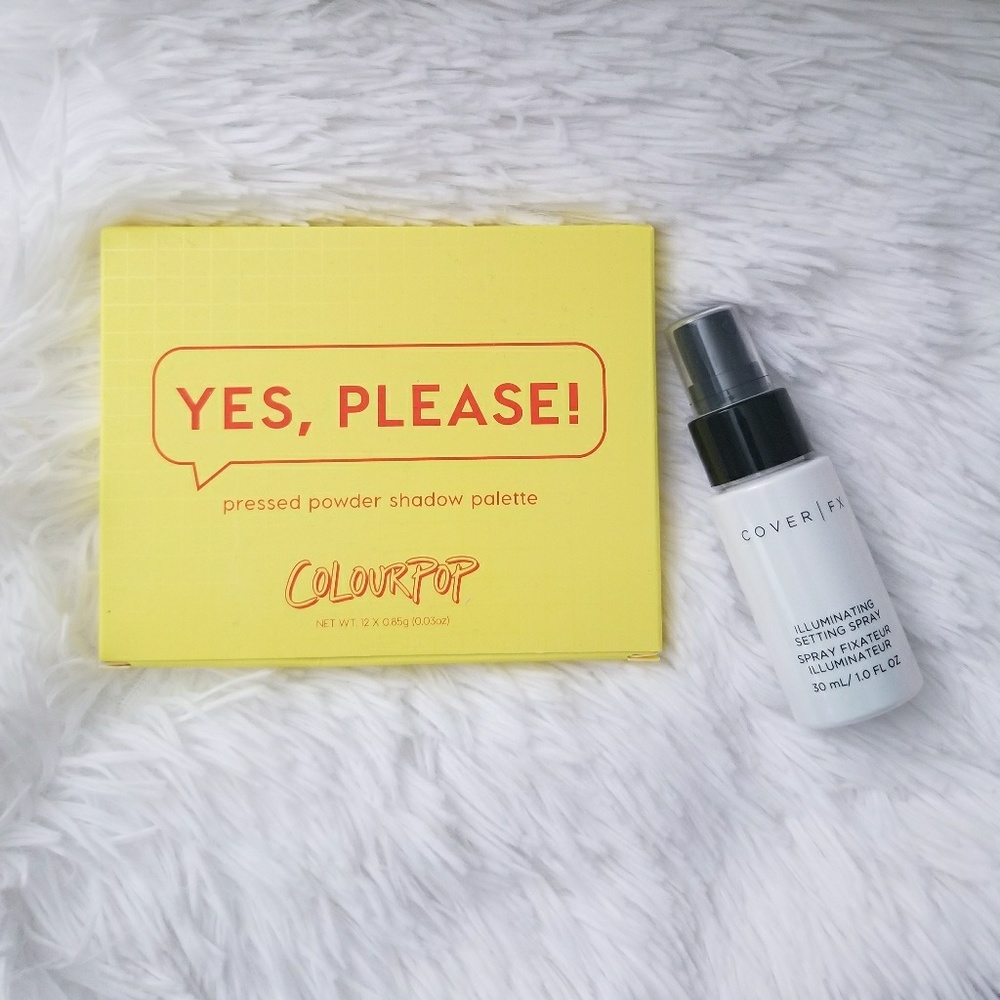 YES, PLEASE!
pressed powder shadow palette
COLOURPOP
NET WT. 12 X 0.85g (0.03oz)
COVER|FX
ILLUMINATING
SETTING SPRAY
SPRAY FIXATEUR
ILLUMINATEUR
30 mL/ 1.0 FL OZ